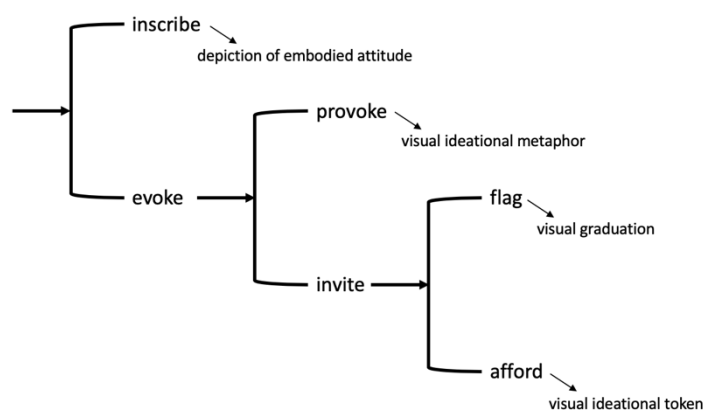 inscribe
depiction of embodied attitude
provoke
visual ideational metaphor
evoke
flag
visual graduation
invite
afford
visual ideational token